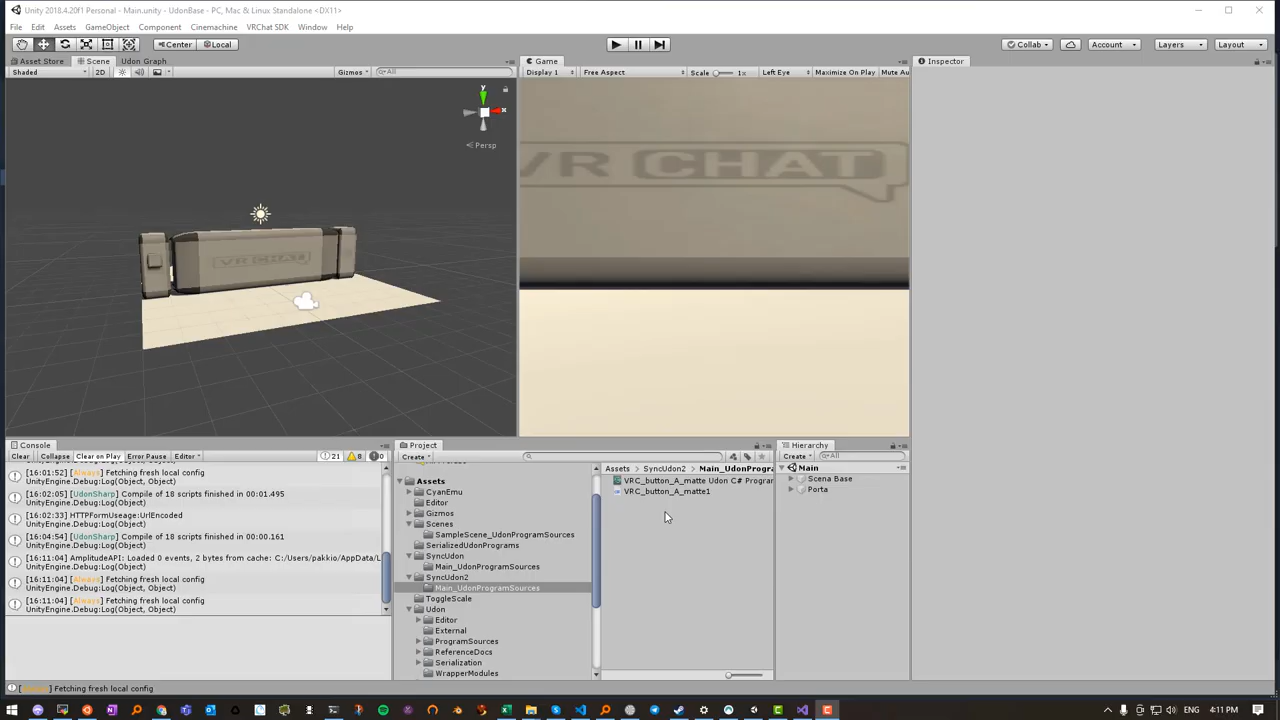 Unity 2018.4.20f1 Personal - Main.unity - UdonBase - PC, Mac & Linux Standalone <DX11>
File Edit Assets GameObject Component Cinemachine VRChat SDK Window Help
Center Local Collab Account Layers Layout
Asset Store Scene Udon Graph Game Inspector
Shaded 2D Gizmos All Display 1 Free Aspect Scale 1x Left Eye Maximize On Play Mute Au
y
x
Persp
VR CHAT
VR CHAT
Console Project Hierarchy
Clear Collapse Clear on Play Error Pause Editor 21 8 0 Create Create All
[16:01:52] [Always] Fetching fresh local config
UnityEngine.Debug:Log(Object, Object)
[16:02:05] [UdonSharp] Compile of 18 scripts finished in 00:01.495
UnityEngine.Debug:Log(Object)
[16:02:33] HTTPFormUseage:UrlEncoded
UnityEngine.Debug:Log(Object)
[16:04:54] [UdonSharp] Compile of 18 scripts finished in 00:00.161
UnityEngine.Debug:Log(Object)
[16:11:04] AmplitudeAPI: Loaded 0 events, 2 bytes from cache: C:/Users/pakkio/AppData/L
UnityEngine.Debug:Log(Object)
[16:11:04] [Always] Fetching fresh local config
UnityEngine.Debug:Log(Object, Object)
[16:11:04] [Always] Fetching fresh local config
UnityEngine.Debug:Log(Object, Object)
Assets
CyanEmu
Editor
Gizmos
Scenes
SampleScene_UdonProgramSources
SerializedUdonPrograms
SyncUdon
Main_UdonProgramSources
SyncUdon2
Main_UdonProgramSources
ToggleScale
Udon
Editor
External
ProgramSources
ReferenceDocs
Serialization
WrapperModules
Assets SyncUdon2 Main_UdonProgra
VRC_button_A_matte Udon C# Progran
VRC_button_A_matte1
Main
Scena Base
Porta
[Always] Fetching fresh local config
ENG 4:11 PM